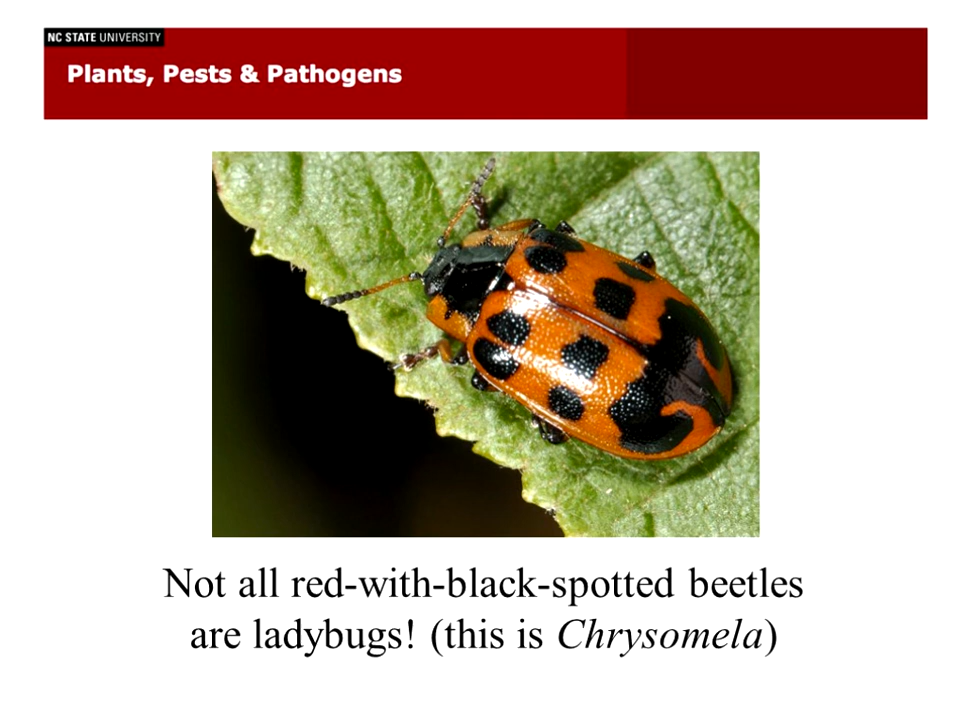 NC STATE UNIVERSITY
Plants, Pests & Pathogens
Not all red-with-black-spotted beetles
are ladybugs! (this is Chrysomela)